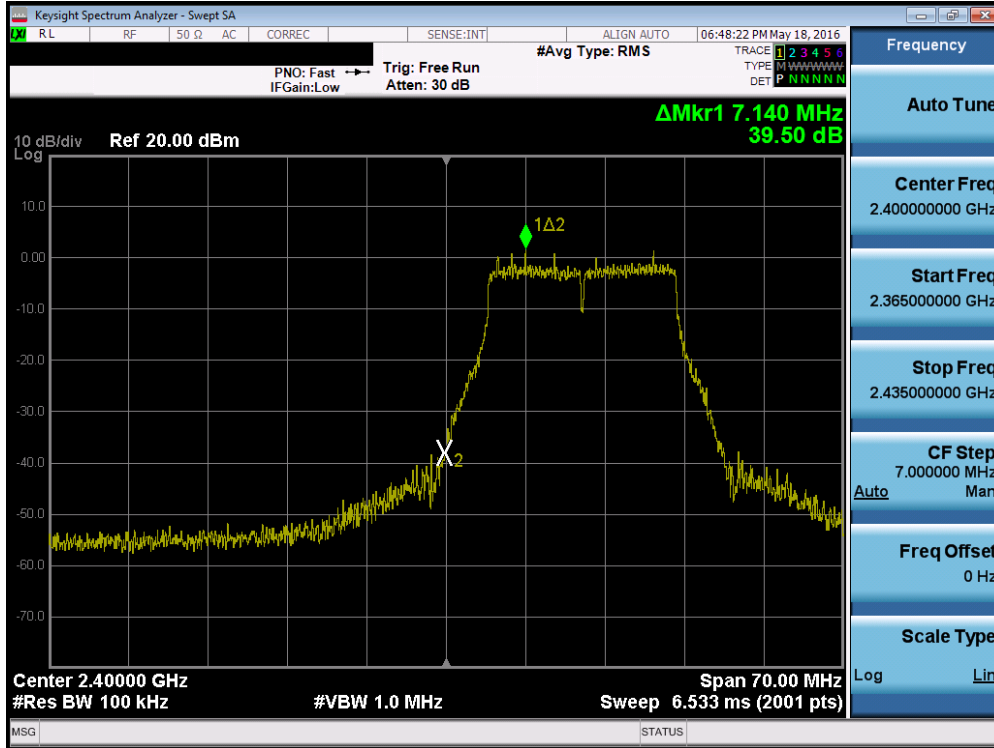 Keysight Spectrum Analyzer - Swept SA
LXI RL RF 50 Ω AC CORREC SENSE:INT ALIGN AUTO 06:48:22 PM May 18, 2016
#Avg Type: RMS
TRACE 1 2 3 4 5 6
TYPE M WWWWW
DET P N N N N N
PNO: Fast
IFGain:Low
Trig: Free Run
Atten: 30 dB
ΔMkr1 7.140 MHz
39.50 dB
10 dB/div
Log
Ref 20.00 dBm
10.0
0.00
-10.0
-20.0
-30.0
-40.0
-50.0
-60.0
-70.0
1Δ2
X2
Center 2.40000 GHz
#Res BW 100 kHz
#VBW 1.0 MHz
Span 70.00 MHz
Sweep 6.533 ms (2001 pts)
MSG
STATUS
Frequency
Auto Tune
Center Freq
2.400000000 GHz
Start Freq
2.365000000 GHz
Stop Freq
2.435000000 GHz
CF Step
7.000000 MHz
Auto Man
Freq Offset
0 Hz
Scale Type
Log Lin